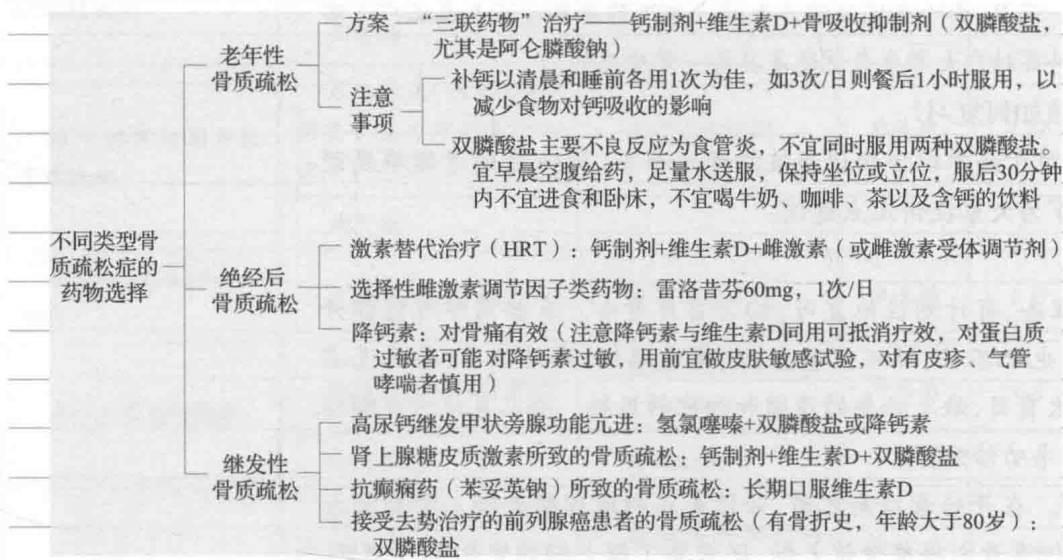 方案 — “三联药物”治疗——钙制剂+维生素D+骨吸收抑制剂（双膦酸盐，
尤其是阿仑膦酸钠）
老年性
骨质疏松
注意
事项
补钙以清晨和睡前各用1次为佳，如3次/日则餐后1小时服用，以
减少食物对钙吸收的影响
双膦酸盐主要不良反应为食管炎，不宜同时服用两种双膦酸盐。
宜早晨空腹给药，足量水送服，保持坐位或立位，服后30分钟
内不宜进食和卧床，不宜喝牛奶、咖啡、茶以及含钙的饮料
不同类型骨
质疏松症的
药物选择
绝经后
骨质疏松
激素替代治疗（HRT）：钙制剂+维生素D+雌激素（或雌激素受体调节剂）
选择性雌激素调节因子类药物：雷洛昔芬60mg，1次/日
降钙素：对骨痛有效（注意降钙素与维生素D同用可抵消疗效，对蛋白质
过敏者可能对降钙素过敏，用前宜做皮肤敏感试验，对有皮疹、气管
哮喘者慎用）
继发性
骨质疏松
高尿钙继发甲状旁腺功能亢进：氢氯噻嗪+双膦酸盐或降钙素
肾上腺糖皮质激素所致的骨质疏松：钙制剂+维生素D+双膦酸盐
抗癫痫药（苯妥英钠）所致的骨质疏松：长期口服维生素D
接受去势治疗的前列腺癌患者的骨质疏松（有骨折史，年龄大于80岁）：
双膦酸盐